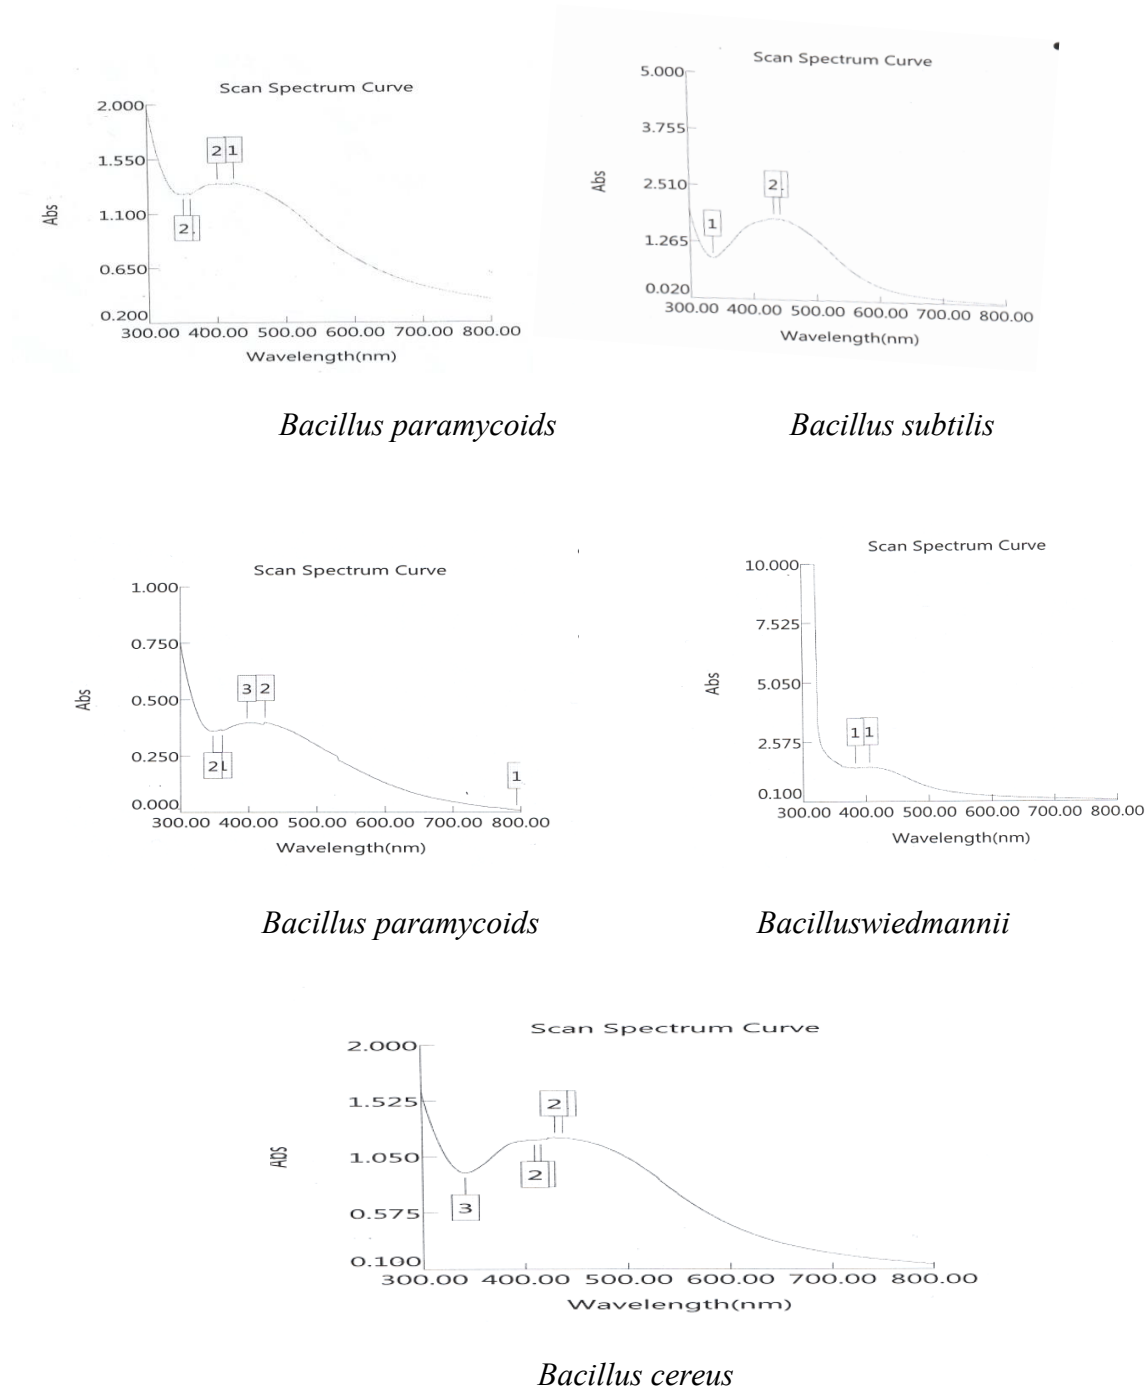 Scan Spectrum Curve
2.000
1.550
1.100
0.650
0.200
Abs
2 1
2
300.00 400.00 500.00 600.00 700.00 800.00
Wavelength(nm)
Bacillus paramycoids
Scan Spectrum Curve
5.000
3.755
2.510
1.265
0.020
Abs
1
2
300.00 400.00 500.00 600.00 700.00 800.00
Wavelength(nm)
Bacillus subtilis
Scan Spectrum Curve
1.000
0.750
0.500
0.250
0.000
Abs
3 2
2
1
300.00 400.00 500.00 600.00 700.00 800.00
Wavelength(nm)
Bacillus paramycoids
Scan Spectrum Curve
10.000
7.525
5.050
2.575
0.100
Abs
1 1
300.00 400.00 500.00 600.00 700.00 800.00
Wavelength(nm)
Bacilluswiedmannii
Scan Spectrum Curve
2.000
1.525
1.050
0.575
0.100
Abs
2
2
3
300.00 400.00 500.00 600.00 700.00 800.00
Wavelength(nm)
Bacillus cereus